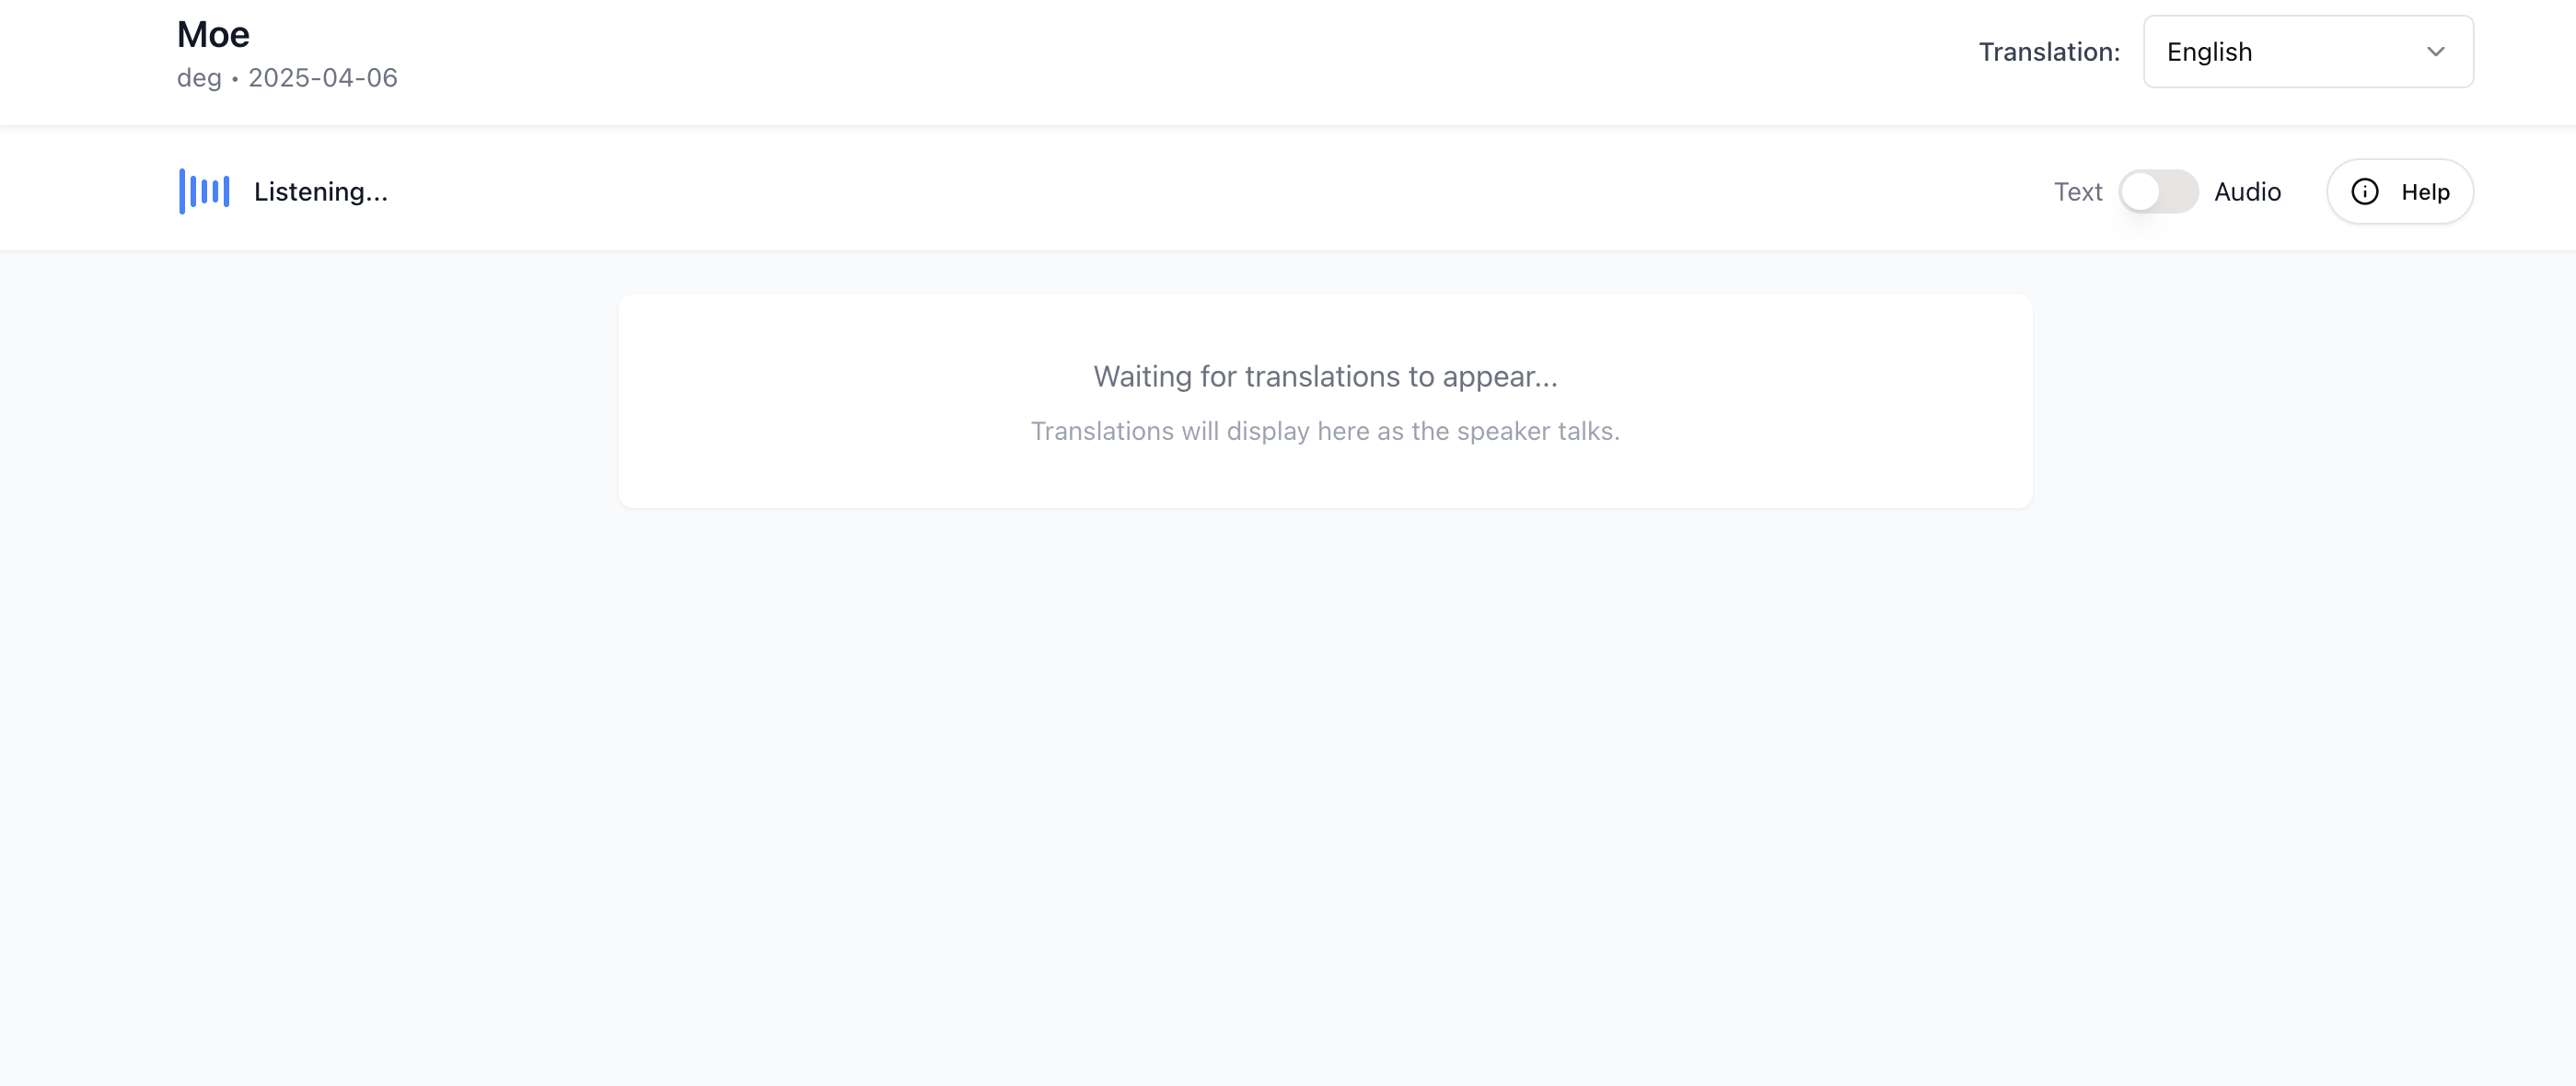 Moe
deg • 2025-04-06
Translation:
English
Listening...
Text
Audio
Help
Waiting for translations to appear...
Translations will display here as the speaker talks.